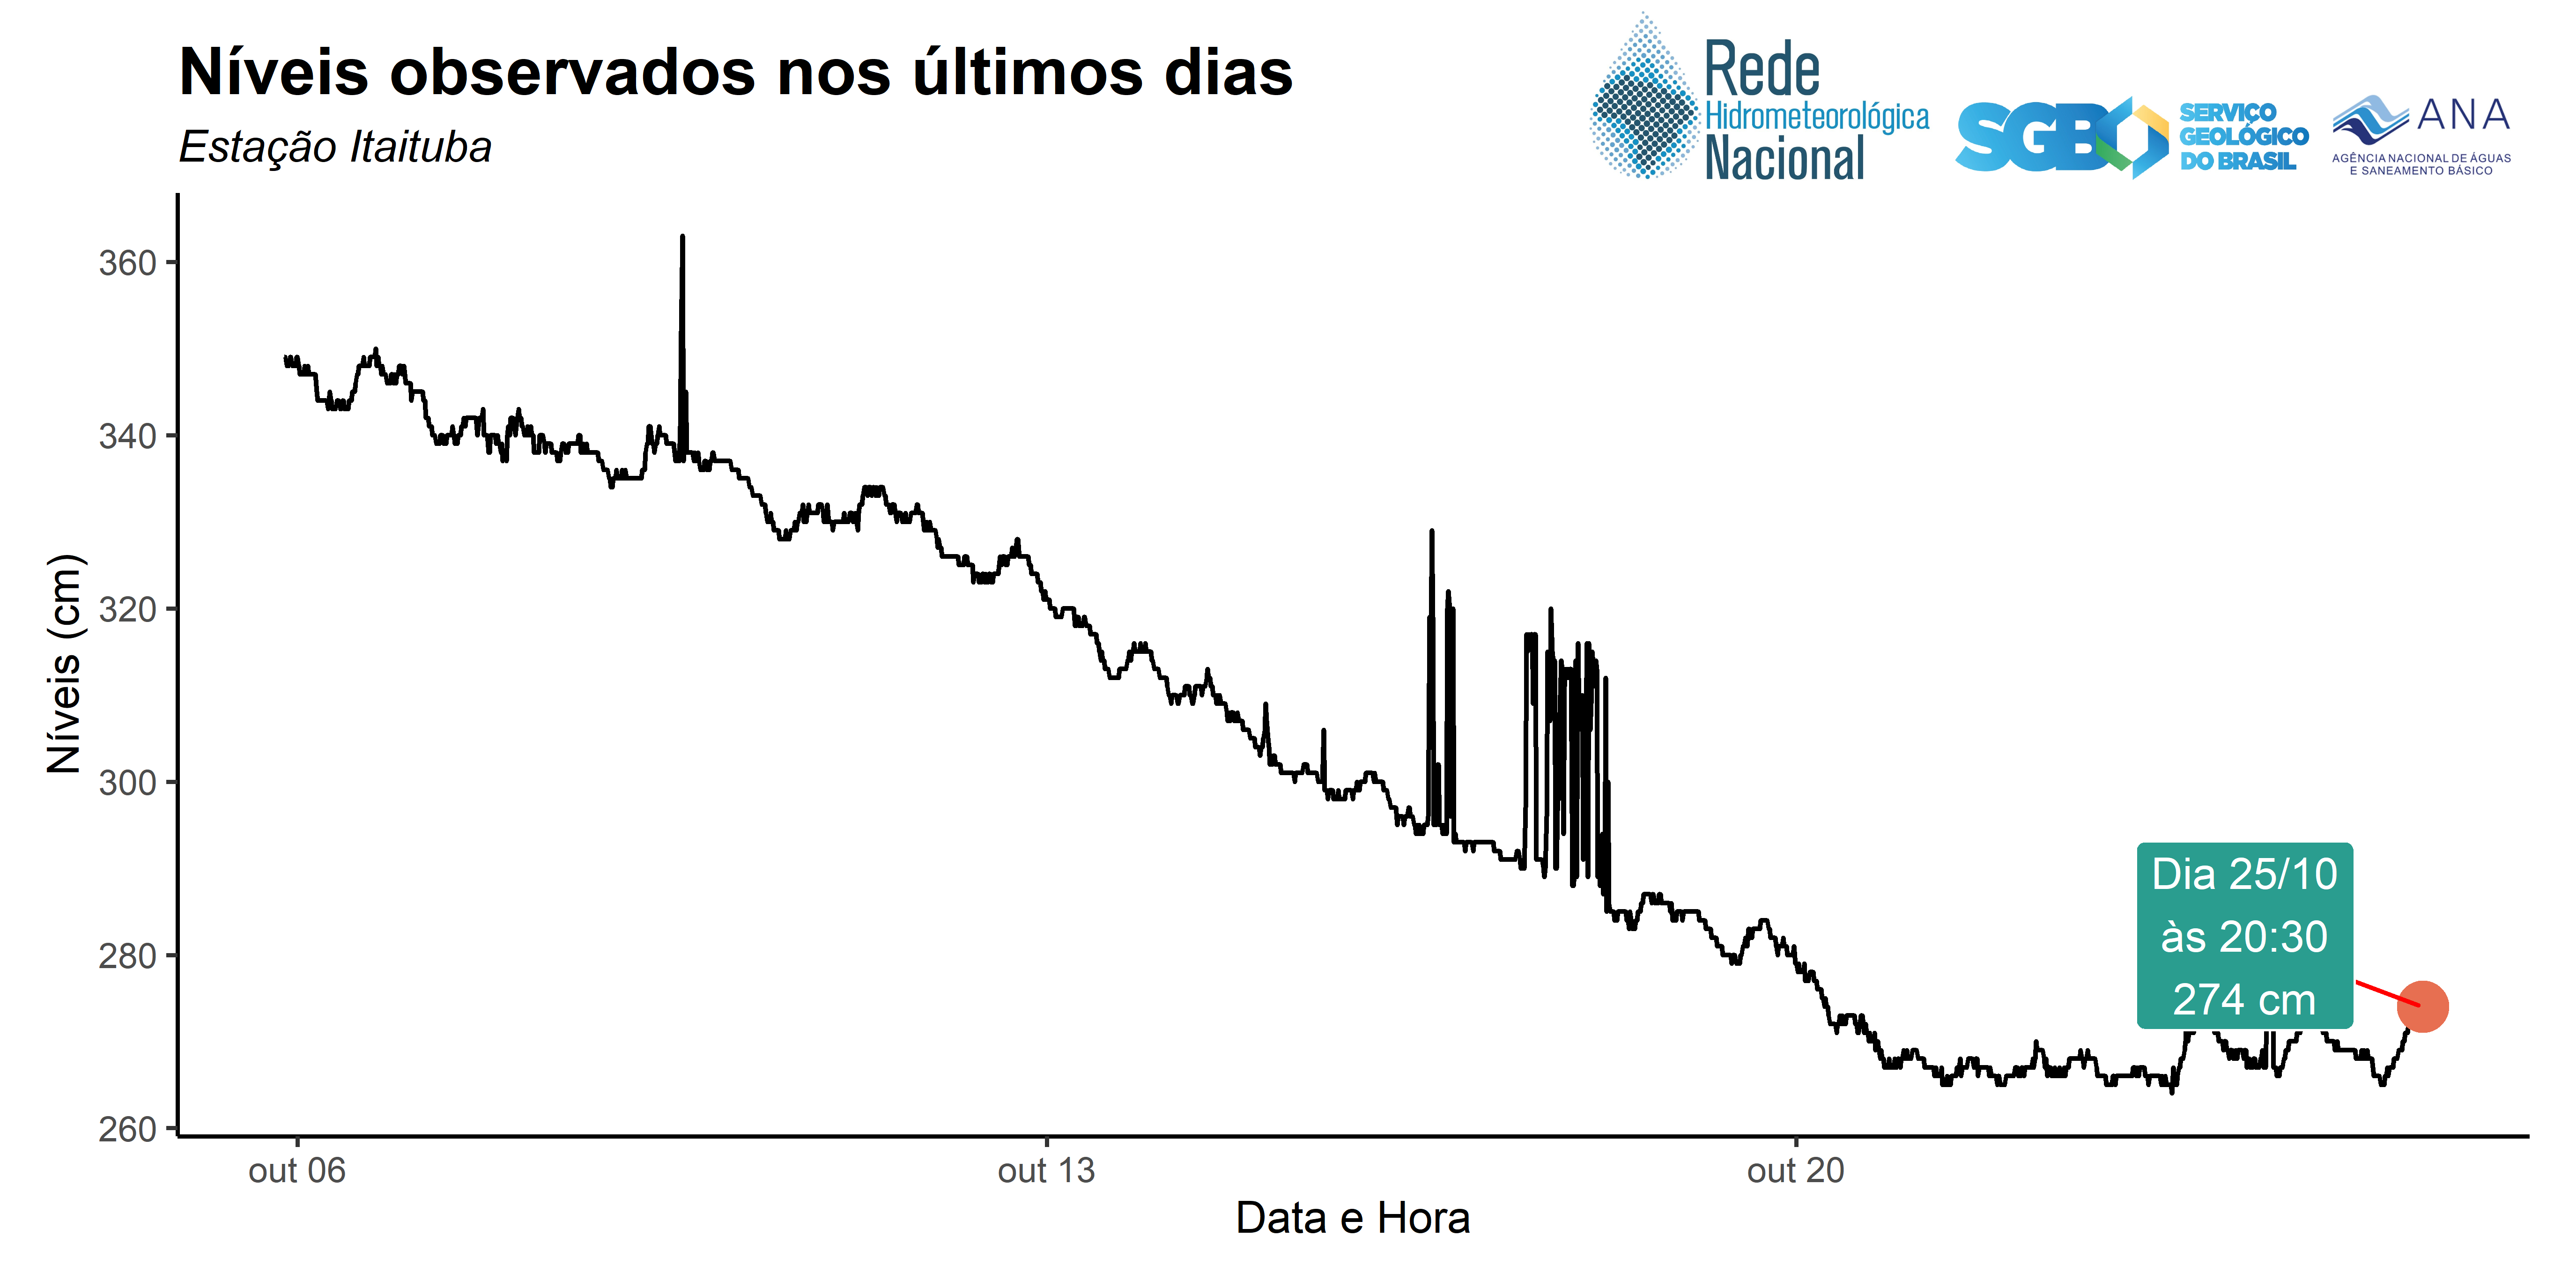 Níveis observados nos últimos dias
Estação Itaituba
Rede
Hidrometeorológica
Nacional
SGB
SERVIÇO
GEOLÓGICO
DO BRASIL
ANA
AGÊNCIA NACIONAL DE ÁGUAS
E SANEAMENTO BÁSICO
Níveis (cm)
360
340
320
300
280
260
Dia 25/10
às 20:30
274 cm
out 06
out 13
out 20
Data e Hora